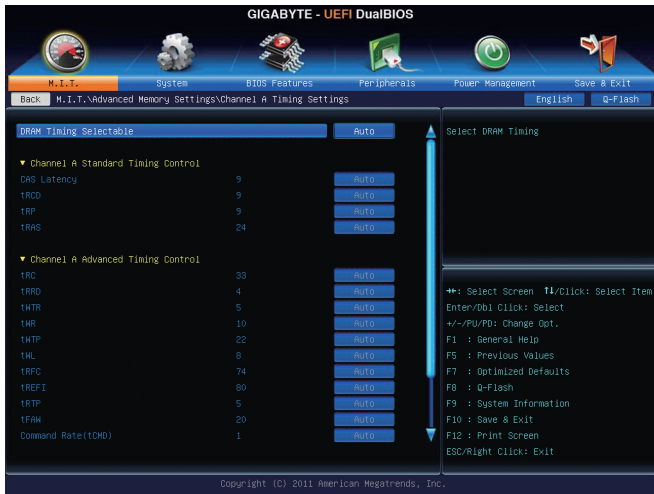 GIGABYTE - UEFI DualBIOS
M.I.T. System BIOS Features Peripherals Power Management Save & Exit
Back M.I.T.\Advanced Memory Settings\Channel A Timing Settings English Q-Flash
DRAM Timing Selectable Auto
▼ Channel A Standard Timing Control
CAS Latency 9 Auto
tRCD 9 Auto
tRP 9 Auto
tRAS 24 Auto
▼ Channel A Advanced Timing Control
tRC 33 Auto
tRRD 4 Auto
tWTR 5 Auto
tWR 10 Auto
tWTP 22 Auto
tWL 8 Auto
tRFC 74 Auto
tREFI 80 Auto
tRTP 5 Auto
tFAW 20 Auto
Command Rate(tCMD) 1 Auto
Select DRAM Timing
→←: Select Screen ↑↓/Click: Select Item
Enter/Dbl Click: Select
+/-/PU/PD: Change Opt.
F1 : General Help
F5 : Previous Values
F7 : Optimized Defaults
F8 : Q-Flash
F9 : System Information
F10 : Save & Exit
F12 : Print Screen
ESC/Right Click: Exit
Copyright (C) 2011 American Megatrends, Inc.